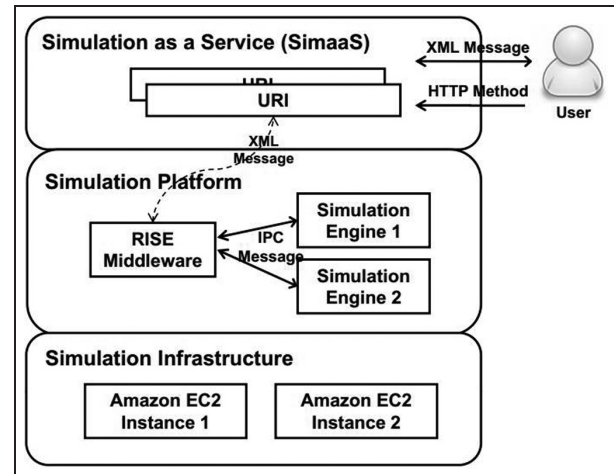 Simulation as a Service (SimaaS)
XML Message
URI
URI
HTTP Method
User
XML
Message
Simulation Platform
Simulation
Engine 1
RISE
Middleware
IPC
Message
Simulation
Engine 2
Simulation Infrastructure
Amazon EC2
Instance 1
Amazon EC2
Instance 2